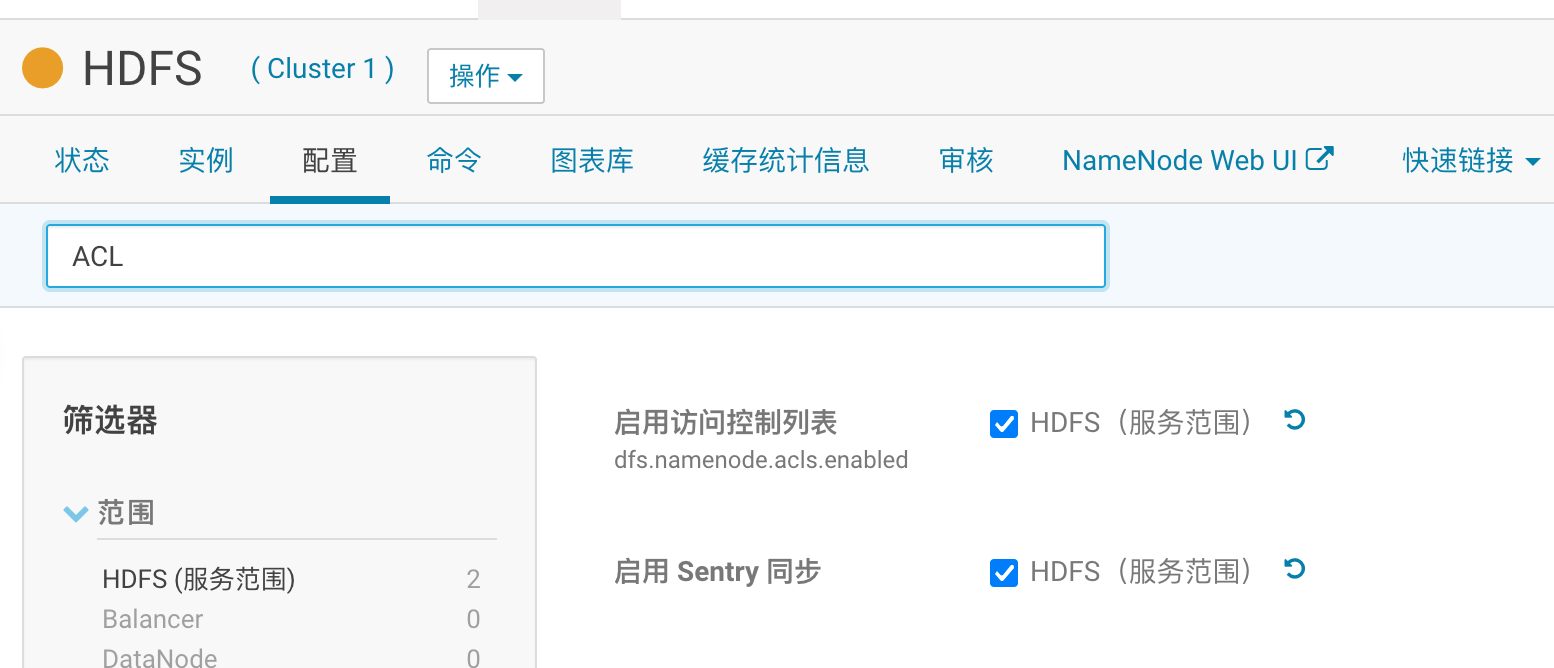 HDFS ( Cluster 1 ) 操作
状态 实例 配置 命令 图表库 缓存统计信息 审核 NameNode Web UI 快速链接
ACL
筛选器
范围
HDFS (服务范围) 2
Balancer 0
DataNode 0
启用访问控制列表 HDFS（服务范围）
dfs.namenode.acls.enabled
启用 Sentry 同步 HDFS（服务范围）